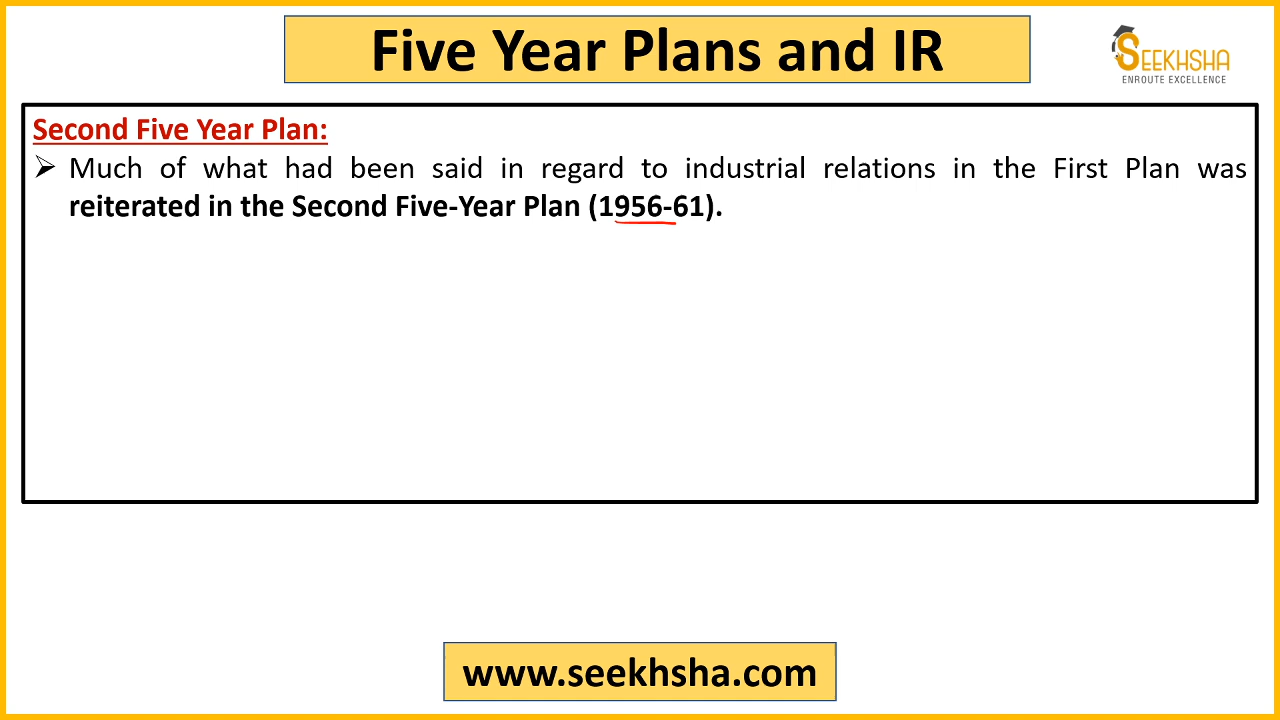 Five Year Plans and IR
SEEKHSHA
ENROUTE EXCELLENCE
Second Five Year Plan:
➢ Much of what had been said in regard to industrial relations in the First Plan was
reiterated in the Second Five-Year Plan (1956-61).
www.seekhsha.com